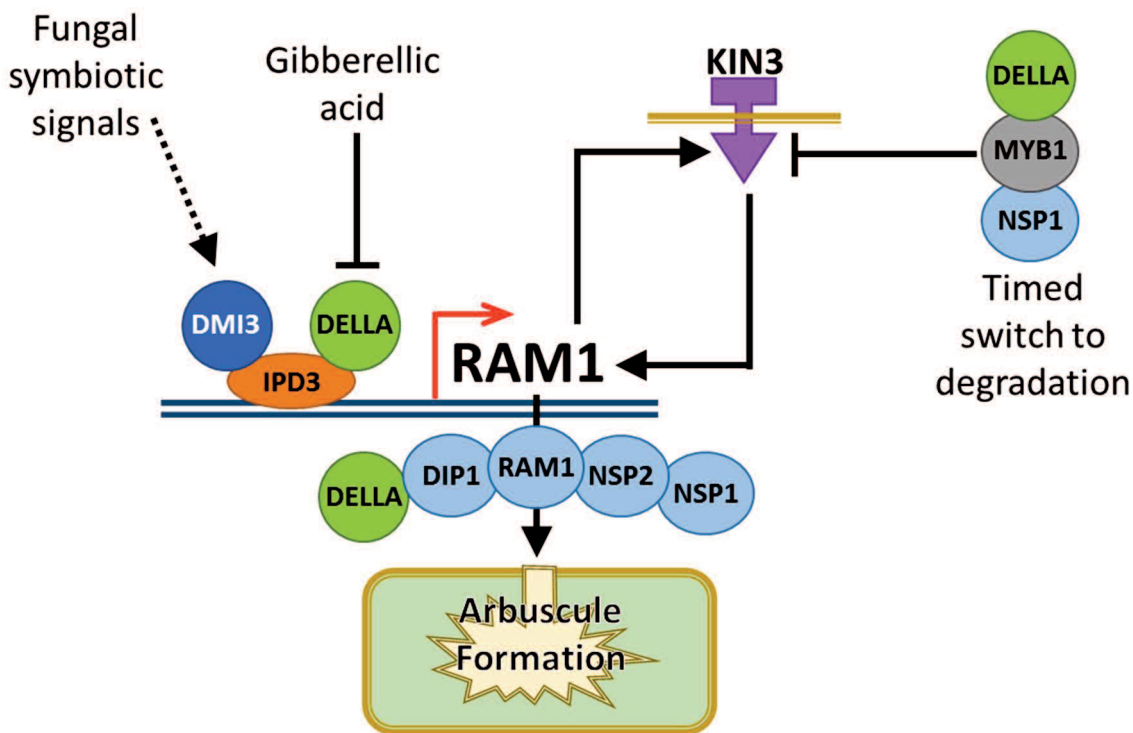 Fungal
symbiotic
signals
Gibberellic
acid
KIN3
DELLA
MYB1
NSP1
Timed
switch to
degradation
DMI3
DELLA
IPD3
RAM1
DELLA
DIP1
RAM1
NSP2
NSP1
Arbuscule
Formation